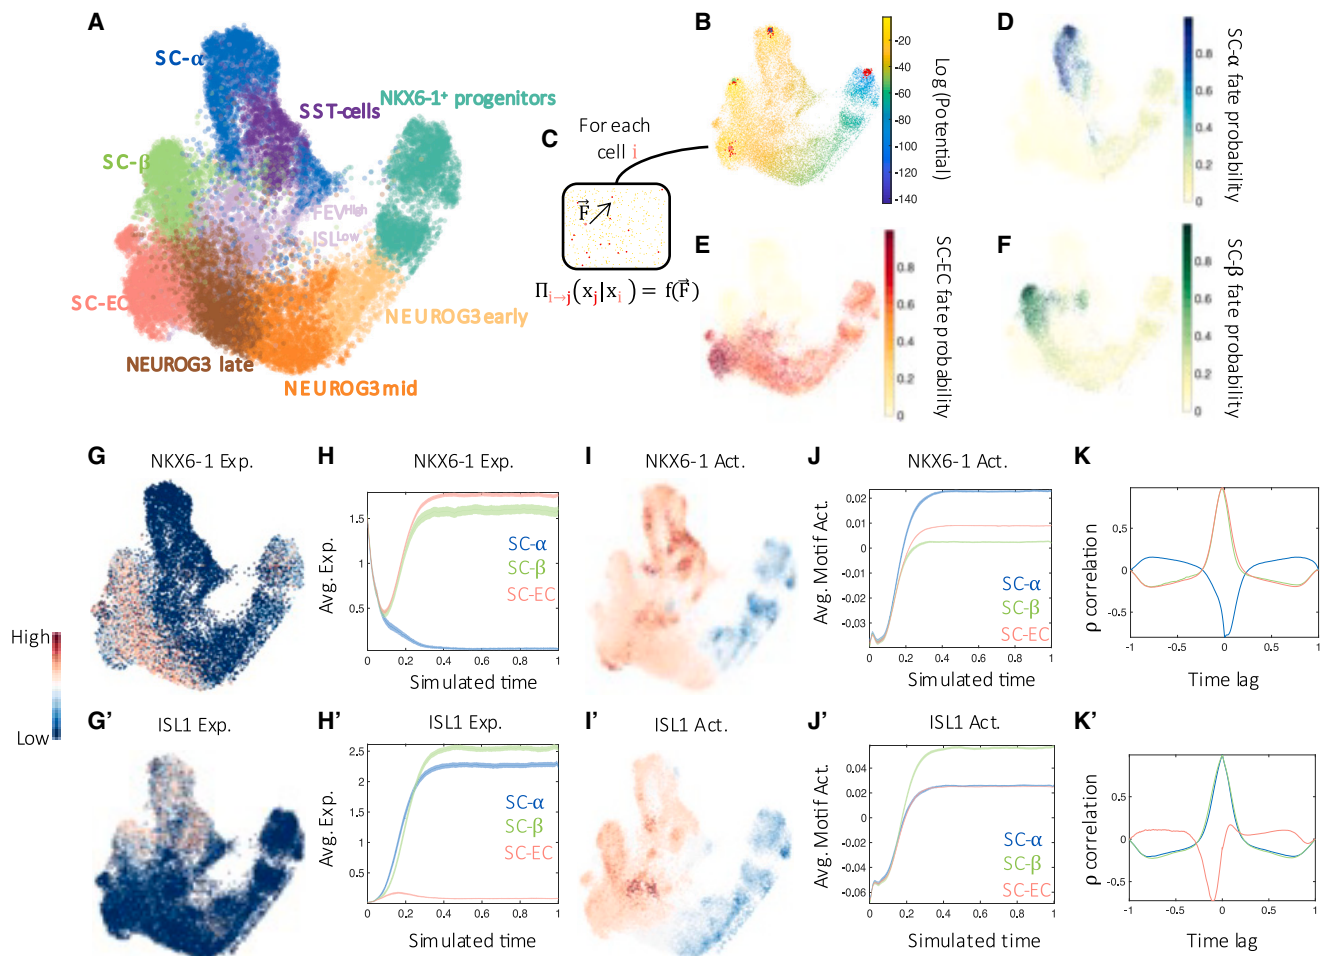 A
SC-α
SST-cells
NKX6-1⁺ progenitors
SC-β
FEVHigh
ISLLow
SC-EC
NEUROG3 early
NEUROG3 late
NEUROG3 mid
B
-20
-40
-60
-80
-100
-120
-140
Log (Potential)
C
For each
cell i
F
Πi→j(xj|xi) = f(F)
D
0.8
0.6
0.4
0.2
0
SC-α fate probability
E
0.8
0.6
0.4
0.2
0
SC-EC fate probability
F
0.8
0.6
0.4
0.2
0
SC-β fate probability
G
NKX6-1 Exp.
High
Low
H
NKX6-1 Exp.
Avg. Exp.
1.5
1
0.5
0 0.2 0.4 0.6 0.8 1
SC-α
SC-β
SC-EC
Simulated time
I
NKX6-1 Act.
J
NKX6-1 Act.
Avg. Motif Act.
0.02
0.01
0
-0.01
-0.02
-0.03
0 0.2 0.4 0.6 0.8 1
SC-α
SC-β
SC-EC
Simulated time
K
ρ correlation
0.5
0
-0.5
-1 -0.5 0 0.5 1
Time lag
G'
ISL1 Exp.
H'
ISL1 Exp.
Avg. Exp.
2.5
2
1.5
1
0.5
0 0.2 0.4 0.6 0.8 1
SC-α
SC-β
SC-EC
Simulated time
I'
ISL1 Act.
J'
ISL1 Act.
Avg. Motif Act.
0.04
0.02
0
-0.02
-0.04
-0.06
0 0.2 0.4 0.6 0.8 1
SC-α
SC-β
SC-EC
Simulated time
K'
ρ correlation
0.5
0
-0.5
-1 -0.5 0 0.5 1
Time lag